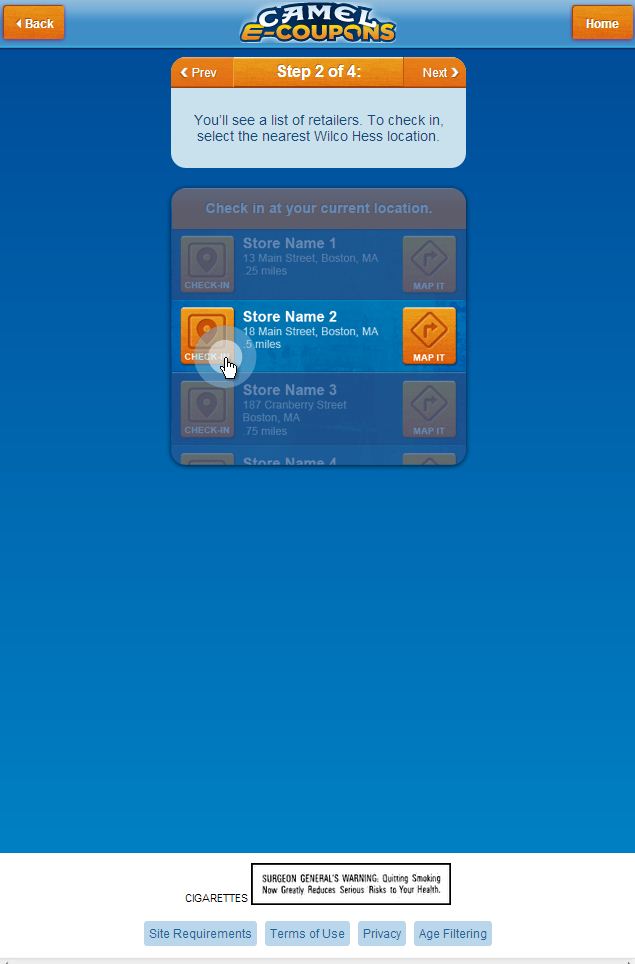 Back
CAMEL
E-COUPONS
Home
Prev
Step 2 of 4:
Next
You'll see a list of retailers. To check in,
select the nearest Wilco Hess location.
Check in at your current location.
Store Name 1
13 Main Street, Boston, MA
.25 miles
CHECK-IN
MAP IT
Store Name 2
18 Main Street, Boston, MA
.5 miles
CHECK-IN
MAP IT
Store Name 3
187 Cranberry Street
Boston, MA
.75 miles
CHECK-IN
MAP IT
Store Name 4
CIGARETTES
SURGEON GENERAL'S WARNING: Quitting Smoking
Now Greatly Reduces Serious Risks to Your Health.
Site Requirements
Terms of Use
Privacy
Age Filtering